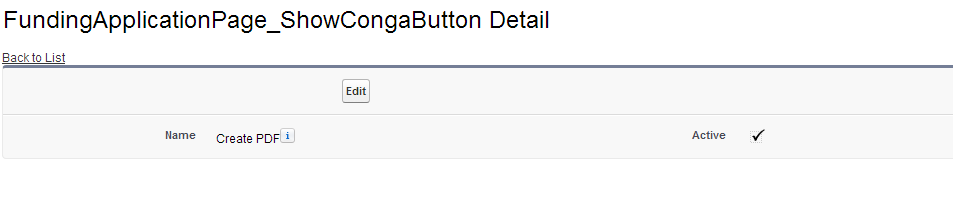 FundingApplicationPage_ShowCongaButton Detail
Back to List
Edit
Name Create PDF i Active